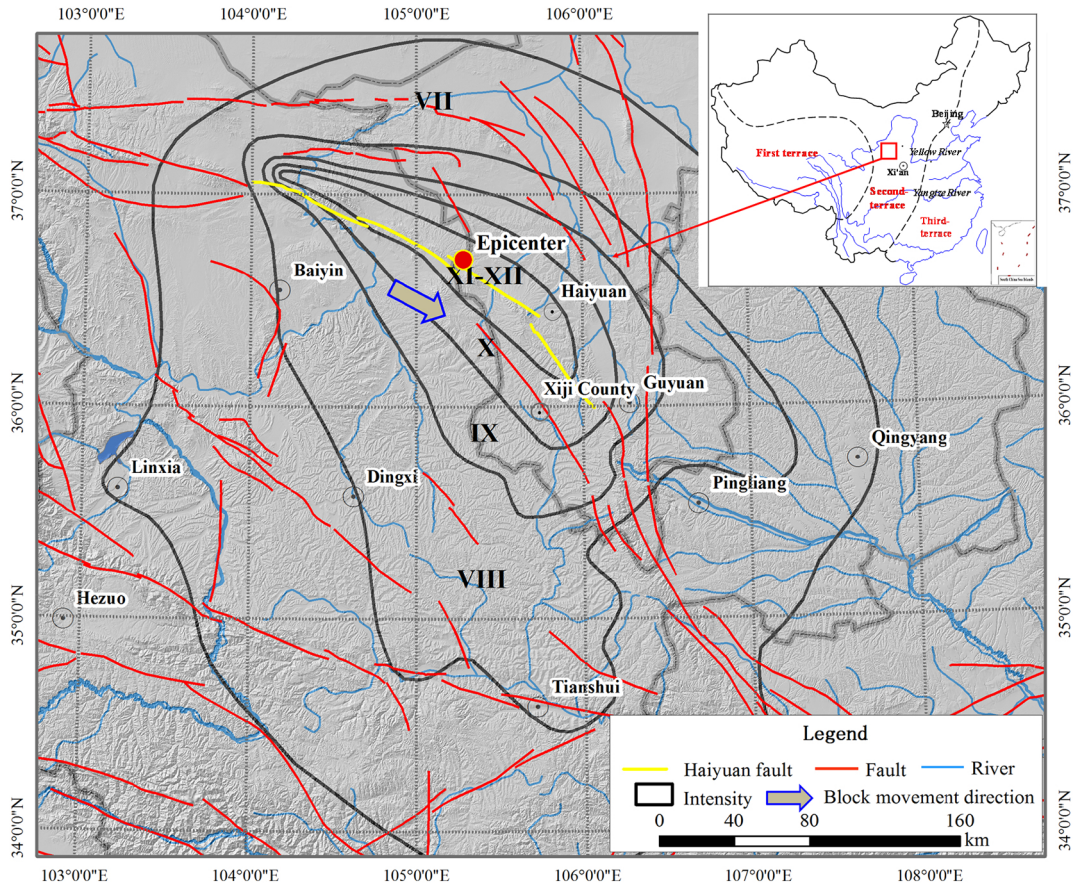 103°0'0"E
104°0'0"E
105°0'0"E
106°0'0"E
37°0'0"N
36°0'0"N
35°0'0"N
34°0'0"N
37°0'0"N
36°0'0"N
35°0'0"N
34°0'0"N
103°0'0"E
104°0'0"E
105°0'0"E
106°0'0"E
107°0'0"E
108°0'0"E
Beijing
First terrace
Yellow River
Xi'an
Second-
terrace
Yangtze River
Third-
terrace
South China Sea Islands
VII
Epicenter
XI-XII
Baiyin
Haiyuan
X
Xiji County
Guyuan
IX
Qingyang
Linxia
Dingxi
Pingliang
VIII
Hezuo
Tianshui
Legend
Haiyuan fault
Fault
River
Intensity
Block movement direction
0 40 80 160
km